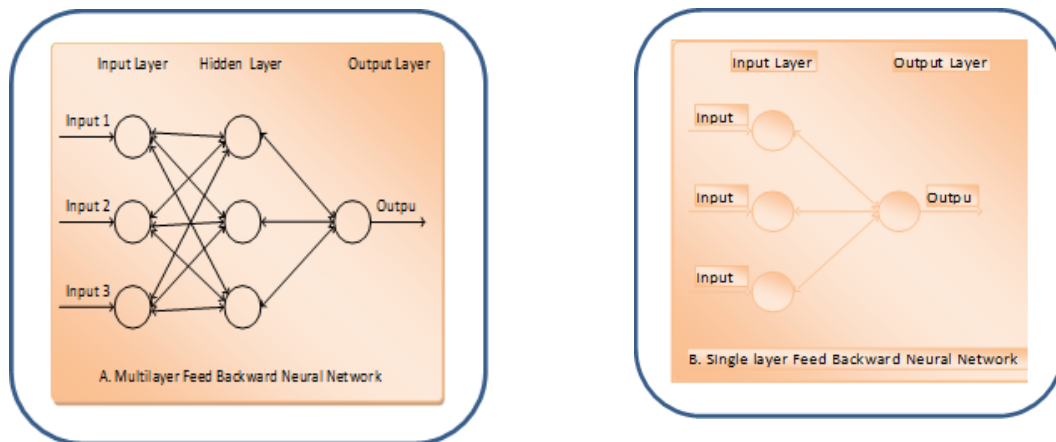 Input Layer Hidden Layer Output Layer
Input 1
Input 2
Outpu
Input 3
A. Multilayer Feed Backward Neural Network
Input Layer Output Layer
Input
Input
Outpu
Input
B. Single layer Feed Backward Neural Network